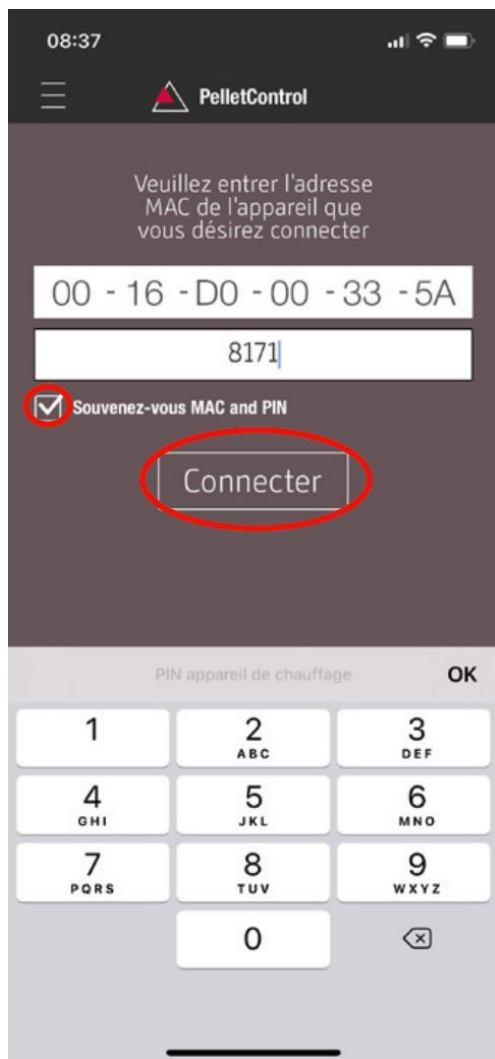 08:37
PelletControl
Veuillez entrer l'adresse
MAC de l'appareil que
vous désirez connecter
00 - 16 - D0 - 00 - 33 - 5A
8171
Souvenez-vous MAC and PIN
Connecter
PIN appareil de chauffage OK
1 2 3
ABC DEF
4 5 6
GHI JKL MNO
7 8 9
PQRS TUV WXYZ
0